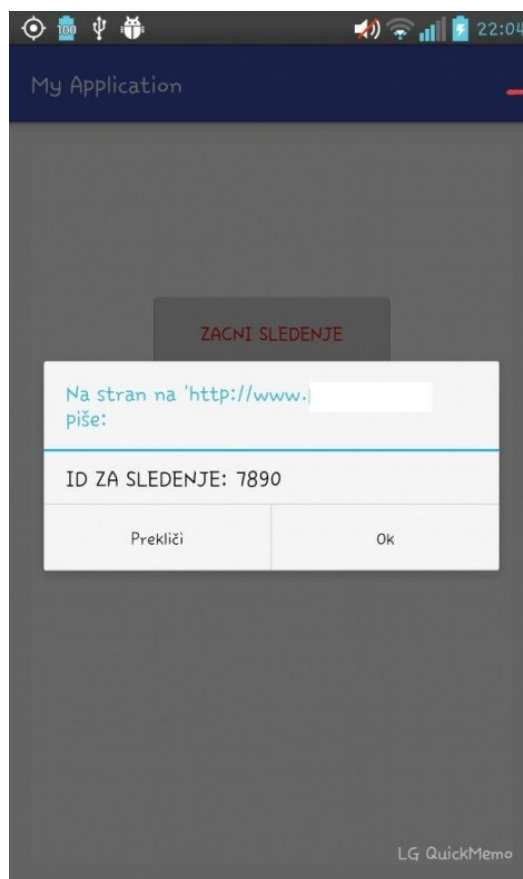 100
22:04
My Application
ZACNI SLEDENJE
Na stran na 'http://www.
piše:
ID ZA SLEDENJE: 7890
Prekliči
Ok
LG QuickMemo